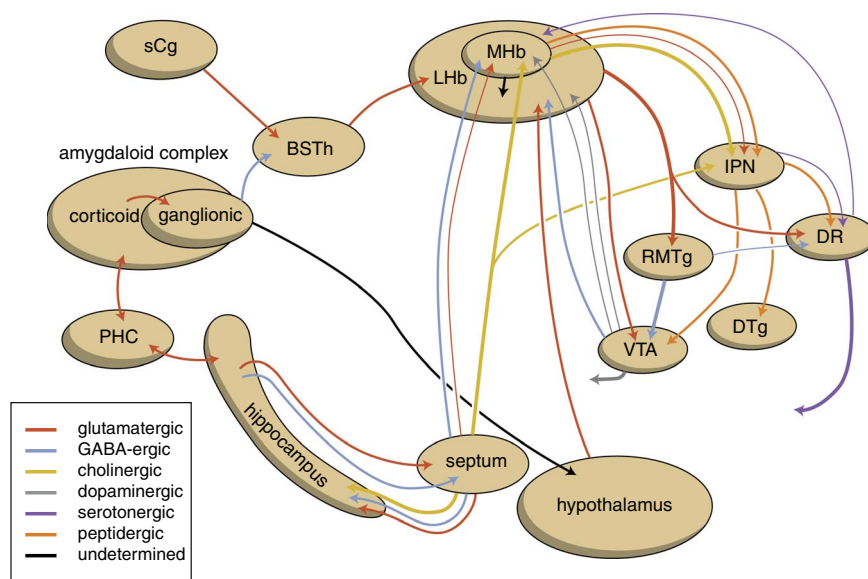 sCg
MHb
LHb
BSTh
amygdaloid complex
IPN
corticoid
ganglionic
DR
RMTg
PHC
DTg
VTA
hippocampus
septum
hypothalamus
glutamatergic
GABA-ergic
cholinergic
dopaminergic
serotonergic
peptidergic
undetermined